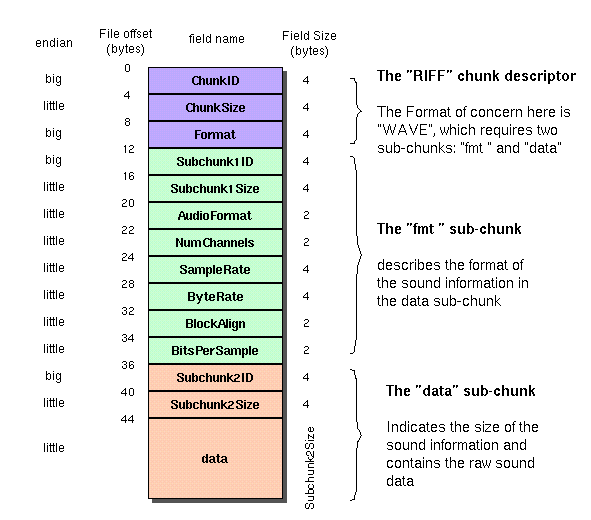 endian
File offset
(bytes)
field name
Field Size
(bytes)
0
big ChunkID 4
4
little ChunkSize 4
8
big Format 4
12
big Subchunk1ID 4
16
little Subchunk1Size 4
20
little AudioFormat 2
22
little NumChannels 2
24
little SampleRate 4
28
little ByteRate 4
32
little BlockAlign 2
34
little BitsPerSample 2
36
big Subchunk2ID 4
40
little Subchunk2Size 4
44
little data Subchunk2Size
The "RIFF" chunk descriptor
The Format of concern here is
"WAVE", which requires two
sub-chunks: "fmt " and "data"
The "fmt " sub-chunk
describes the format of
the sound information in
the data sub-chunk
The "data" sub-chunk
Indicates the size of the
sound information and
contains the raw sound
data